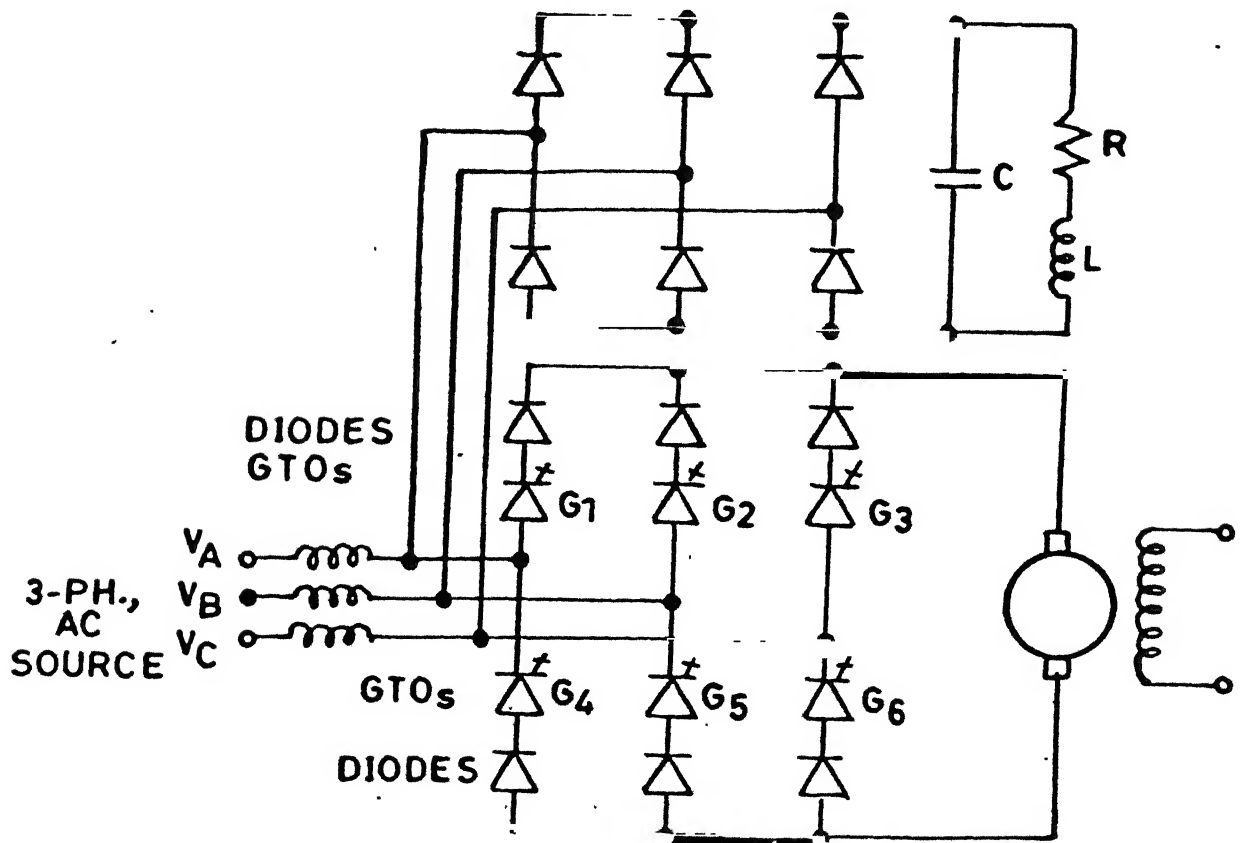 R
C
L
DIODES
GTOs
G1
G2
G3
VA
3-PH.,
VB
AC
VC
SOURCE
GTOs
G4
G5
G6
DIODES